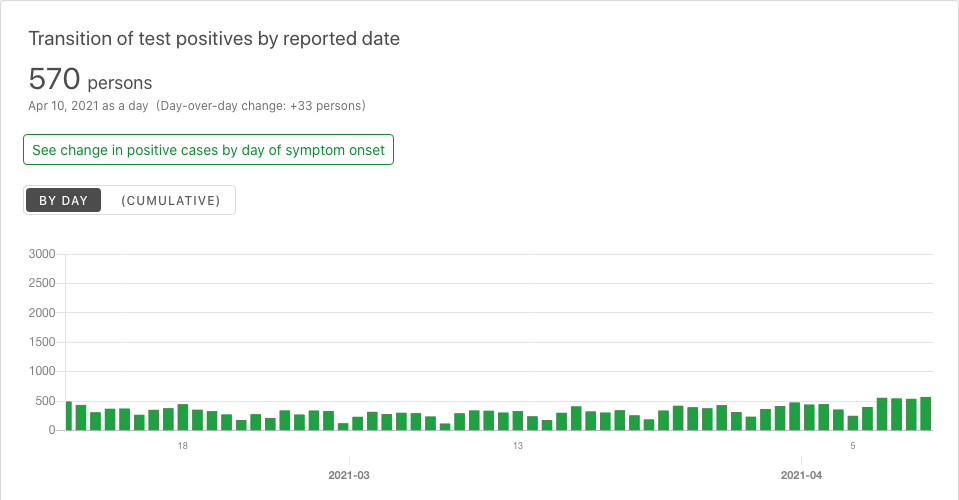 Transition of test positives by reported date
570 persons
Apr 10, 2021 as a day (Day-over-day change: +33 persons)
See change in positive cases by day of symptom onset
BY DAY (CUMULATIVE)
3000
2500
2000
1500
1000
500
0
18 13 5
2021-03 2021-04